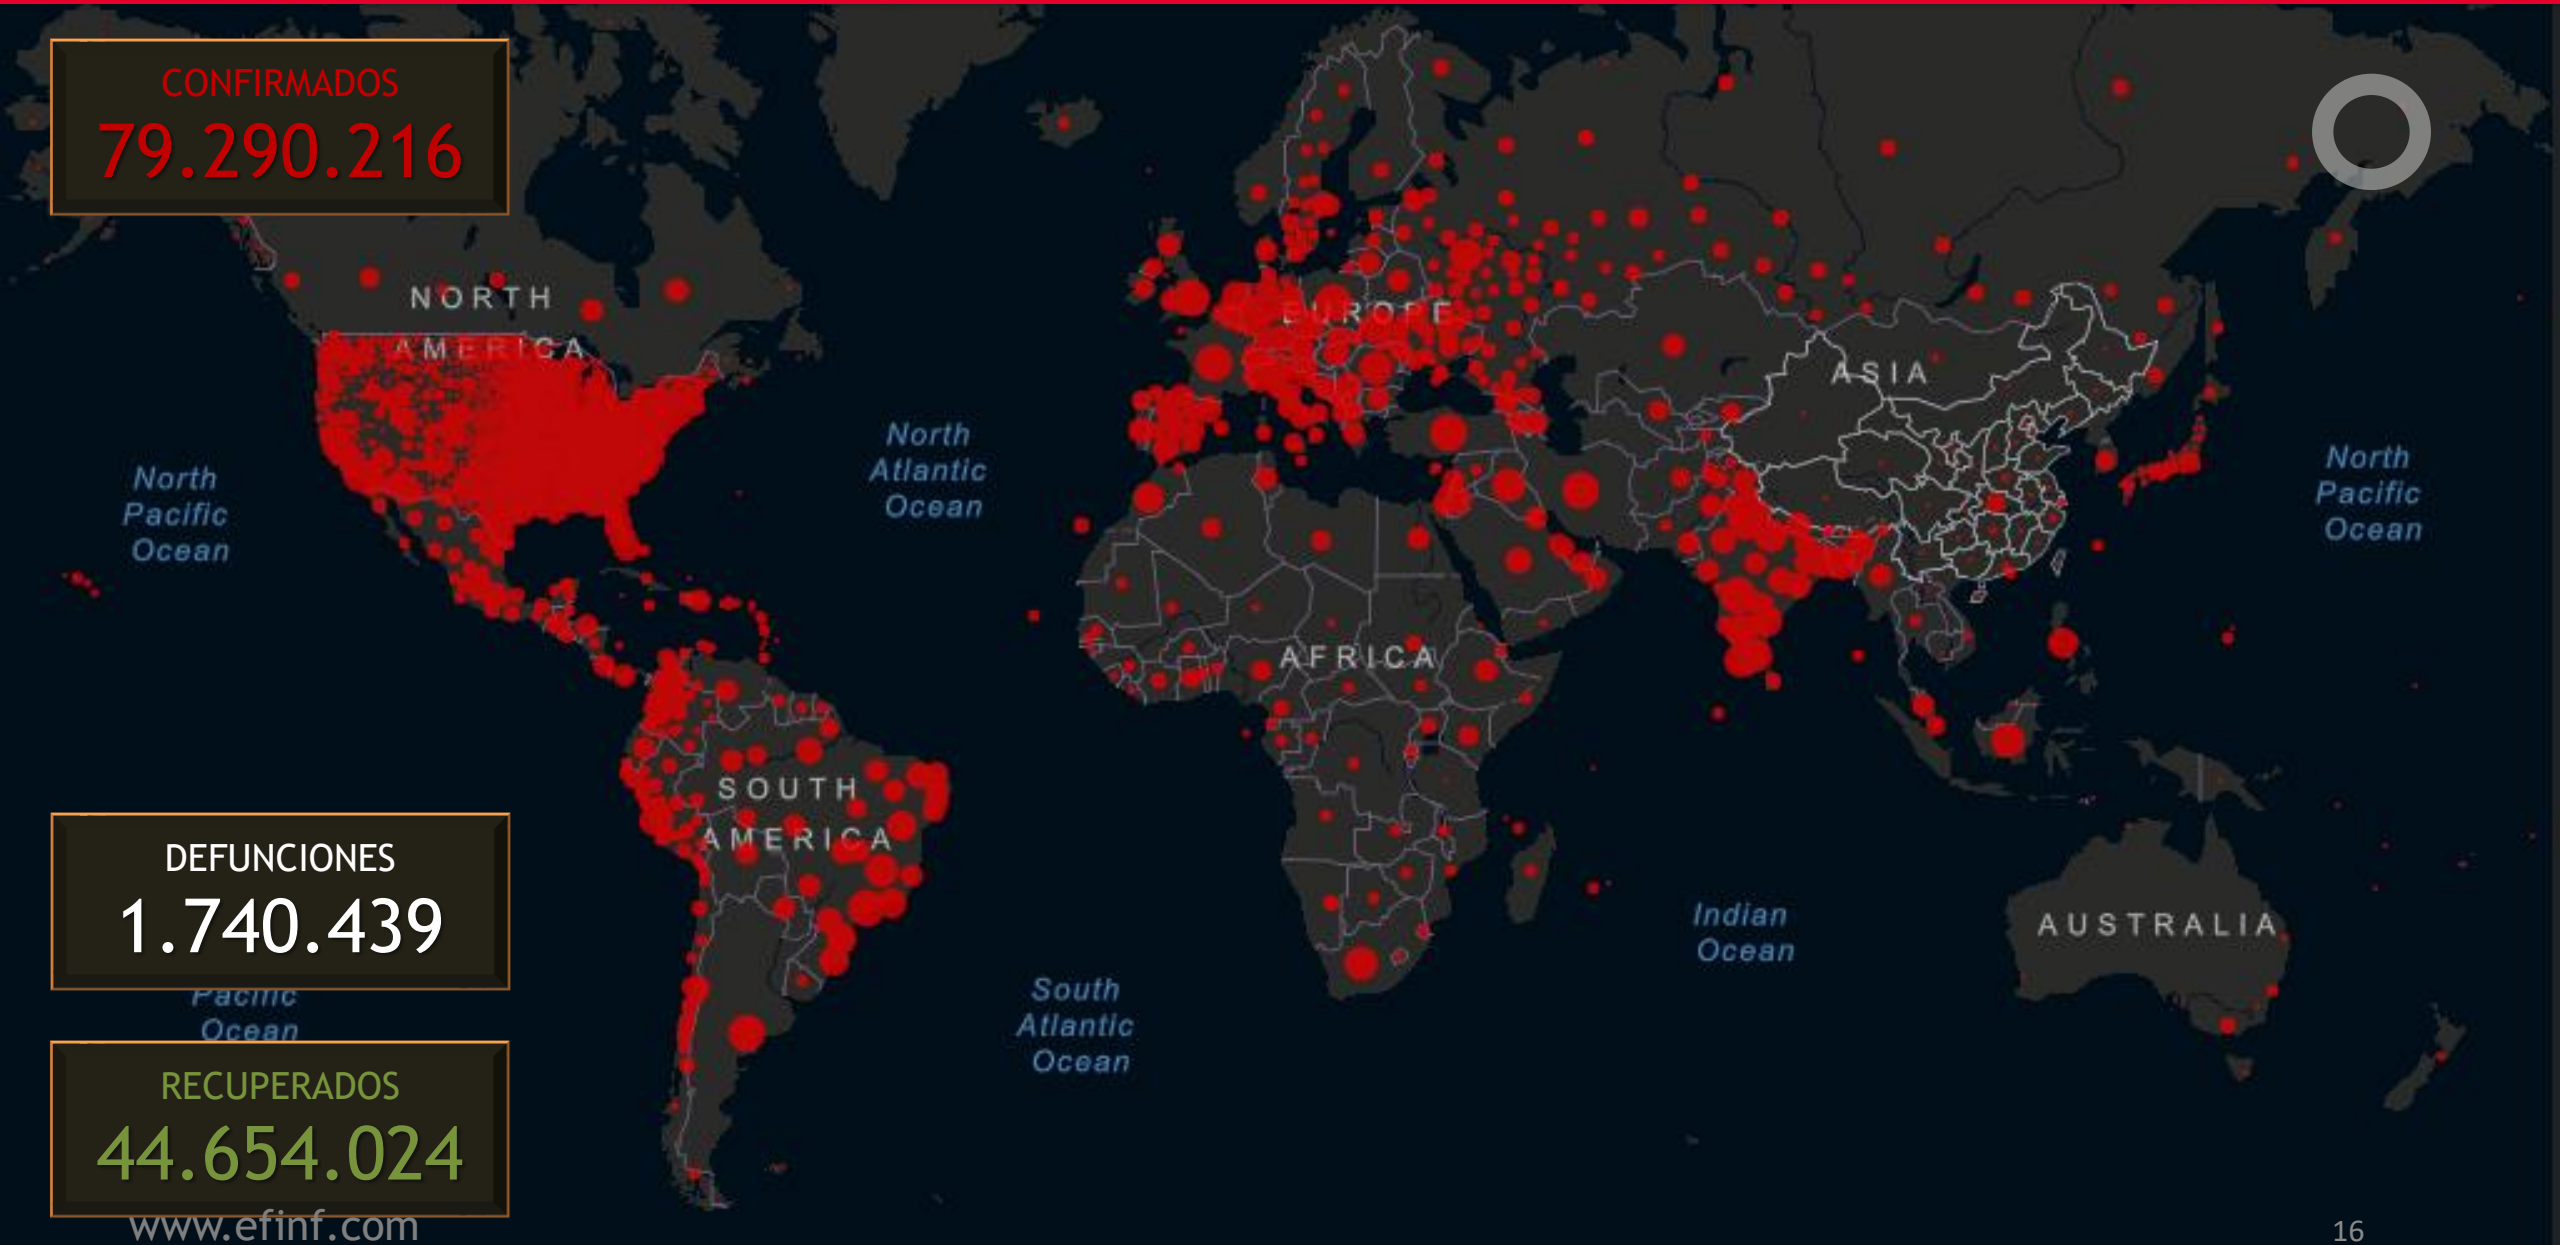 CONFIRMADOS
79.290.216
NORTH
AMERICA
EUROPE
ASIA
North
Atlantic
Ocean
North
Pacific
Ocean
North
Pacific
Ocean
AFRICA
SOUTH
AMERICA
DEFUNCIONES
1.740.439
Indian
Ocean
AUSTRALIA
Pacific
Ocean
South
Atlantic
Ocean
RECUPERADOS
44.654.024
www.efinf.com
16